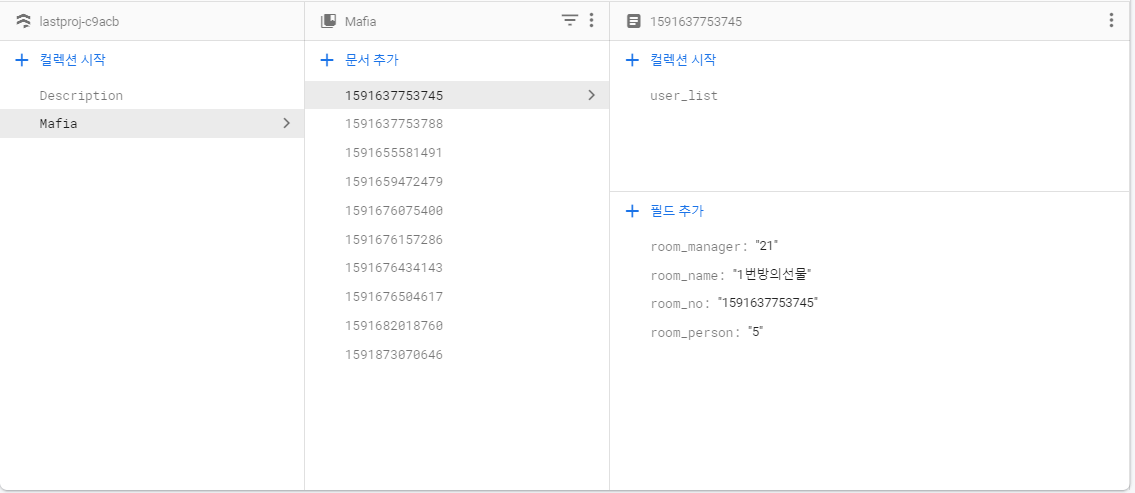 lastproj-c9acb
컬렉션 시작
Description
Mafia
Mafia
문서 추가
1591637753745
1591637753788
1591655581491
1591659472479
1591676075400
1591676157286
1591676434143
1591676504617
1591682018760
1591873070646
1591637753745
컬렉션 시작
user_list
필드 추가
room_manager: "21"
room_name: "1번방의선물"
room_no: "1591637753745"
room_person: "5"